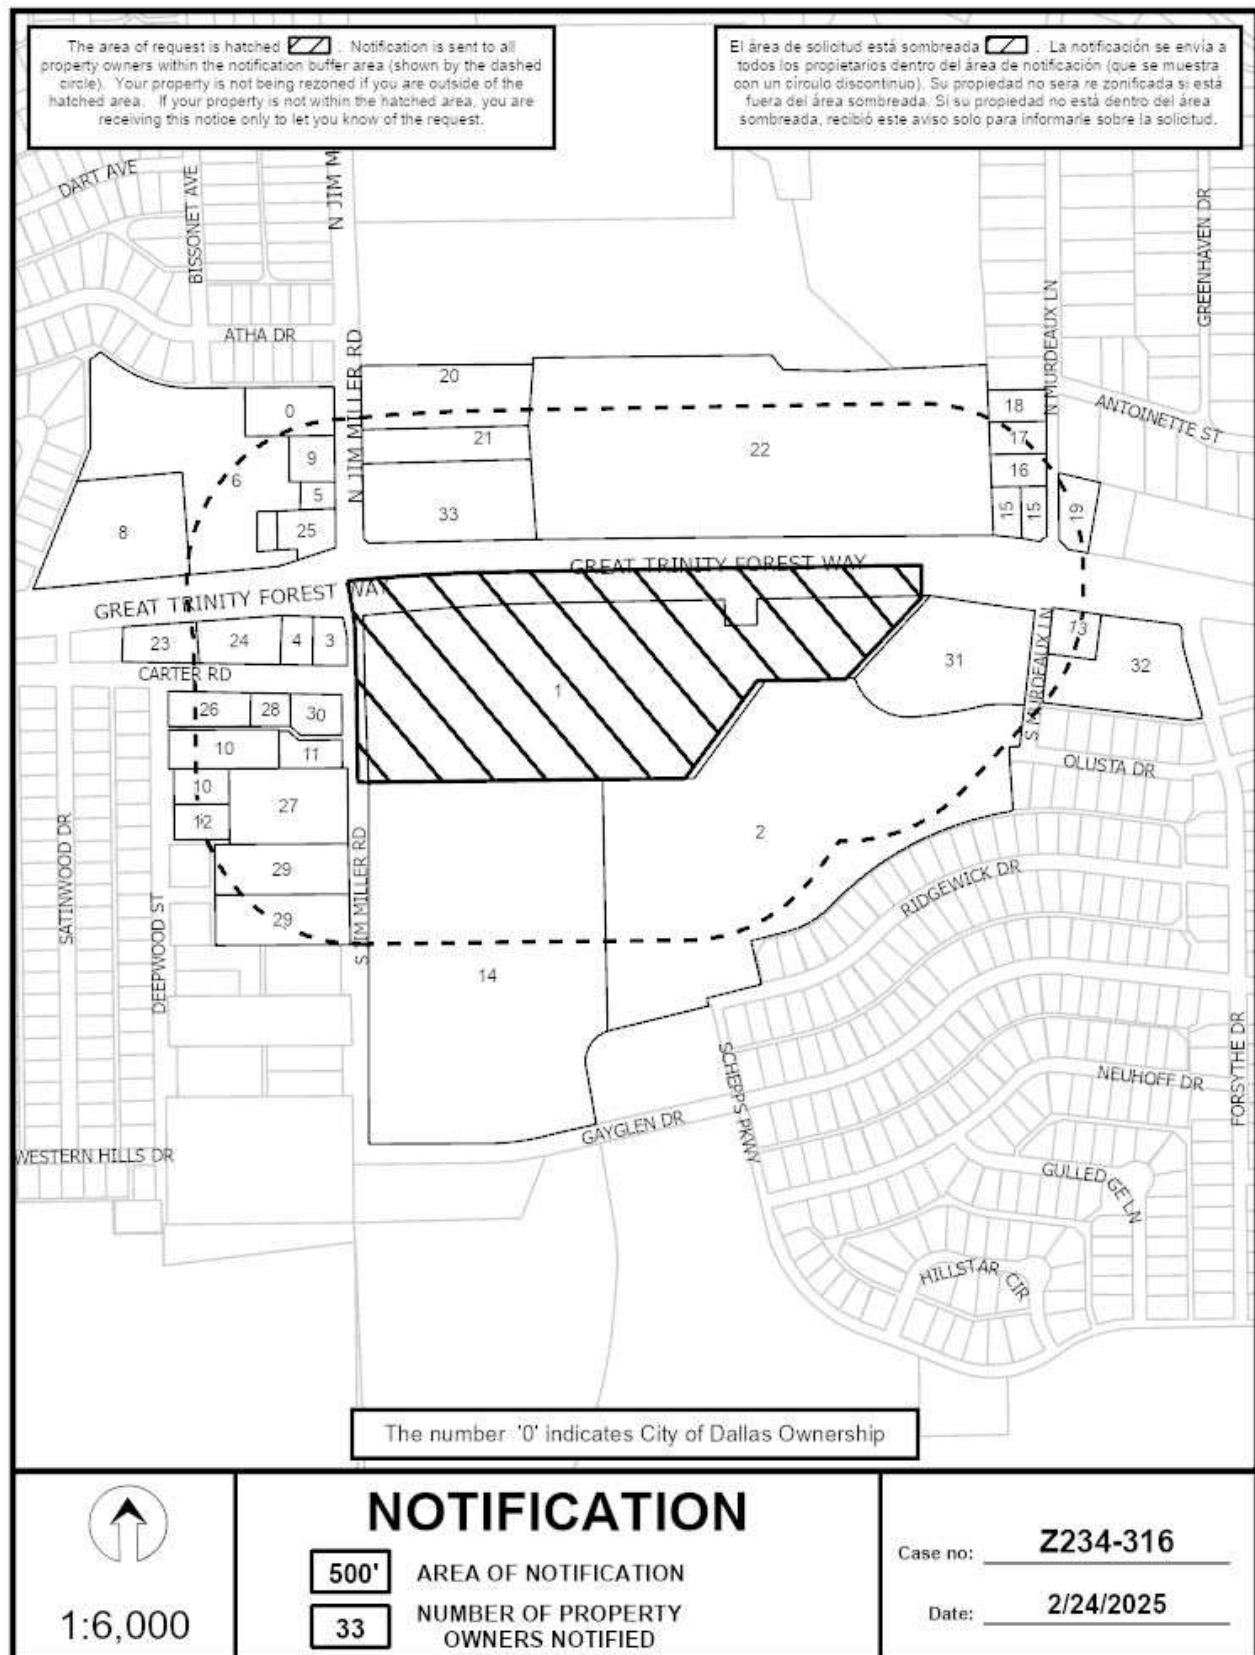 The area of request is hatched . Notification is sent to all
property owners within the notification buffer area (shown by the dashed
circle). Your property is not being rezoned if you are outside of the
hatched area. If your property is not within the hatched area, you are
receiving this notice only to let you know of the request.
El área de solicitud está sombreada . La notificación se envía a
todos los propietarios dentro del área de notificación (que se muestra
con un círculo discontinuo). Su propiedad no sera re zonificada si está
fuera del área sombreada. Si su propiedad no está dentro del área
sombreada, recibió este aviso solo para informarle sobre la solicitud.
DART AVE
BISSONET AVE
N JIM M
GREENHAVEN DR
ATHA DR
N JIM MILLER RD
N MURDEAUX LN
ANTOINETTE ST
20
0
18
21
17
22
9
16
6
5
33
15
15
19
8
25
GREAT TRINITY FOREST WAY
GREAT TRINITY FOREST WAY
23
24
4
3
13
31
32
S MURDEAUX LN
CARTER RD
1
26
28
30
10
11
OLUSTA DR
10
27
12
2
29
RIDGEWICK DR
SATINWOOD DR
29
S JIM MILLER RD
DEEPWOOD ST
14
SCHEPPS PKWY
NEUHOFF DR
FORSYTHE DR
GAYGLEN DR
WESTERN HILLS DR
GULLEDGE LN
HILLSTAR CIR
The number '0' indicates City of Dallas Ownership
1:6,000
NOTIFICATION
500' AREA OF NOTIFICATION
33 NUMBER OF PROPERTY
OWNERS NOTIFIED
Case no: Z234-316
Date: 2/24/2025